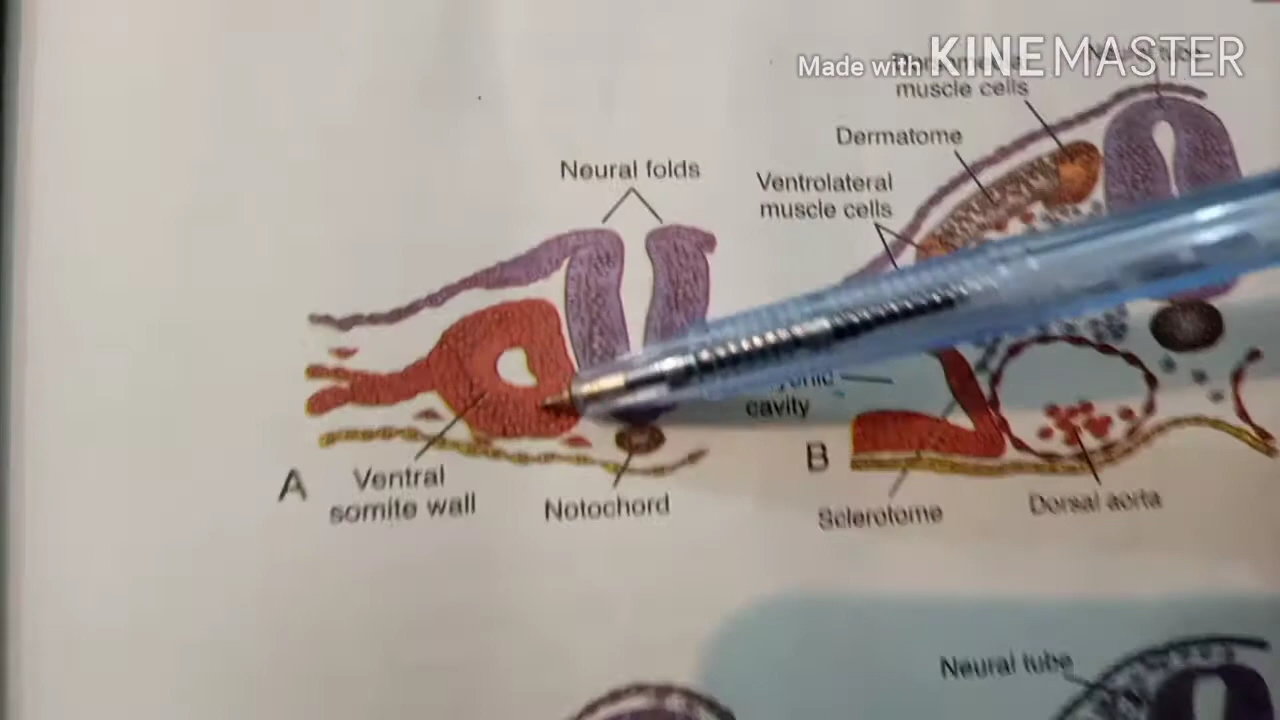 Made with KINEMASTER
muscle cells
Dermatome
Neural folds
Ventrolateral
muscle cells
cavity
A
Ventral
somite wall
Notochord
B
Sclerotome
Dorsal aorta
Neural tube